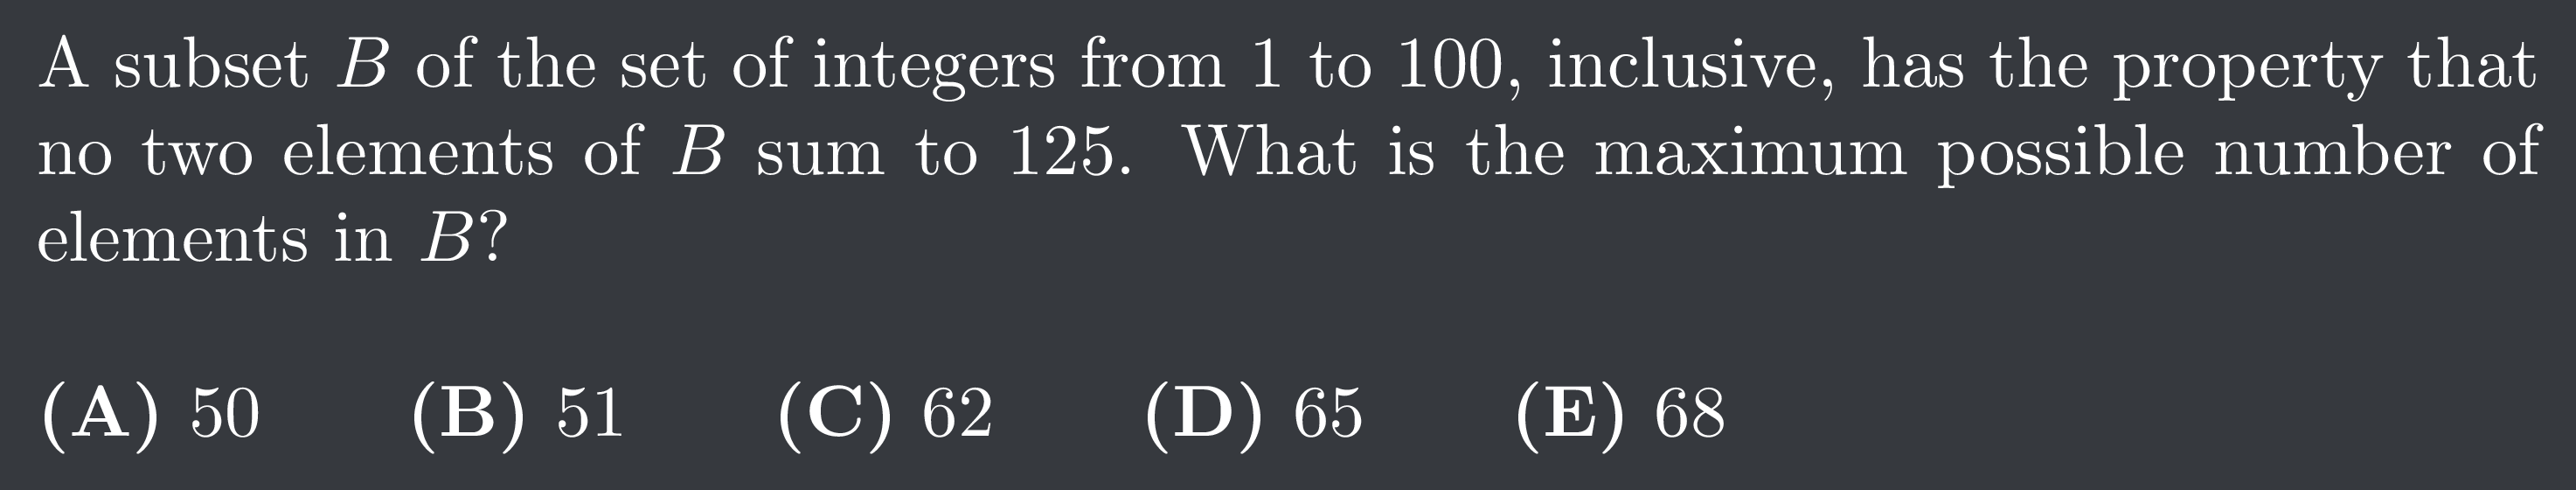 A subset B of the set of integers from 1 to 100, inclusive, has the property that
no two elements of B sum to 125. What is the maximum possible number of
elements in B?
(A) 50 (B) 51 (C) 62 (D) 65 (E) 68